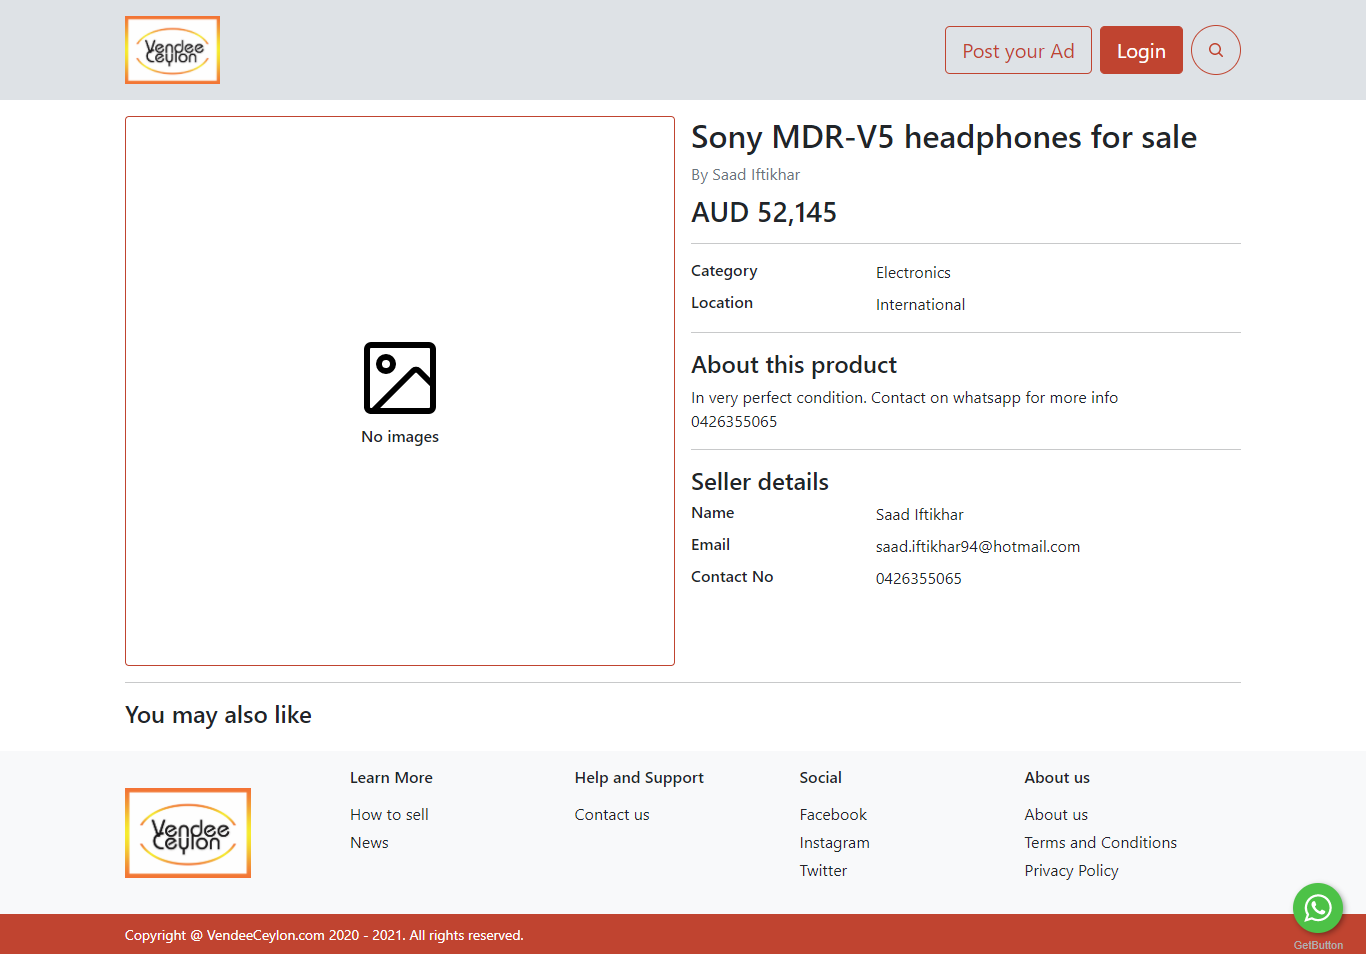 Vendee
Ceylon
Post your Ad
Login
Sony MDR-V5 headphones for sale
By Saad Iftikhar
AUD 52,145
Category Electronics
Location International
No images
About this product
In very perfect condition. Contact on whatsapp for more info
0426355065
Seller details
Name Saad Iftikhar
Email saad.iftikhar94@hotmail.com
Contact No 0426355065
You may also like
Vendee
Ceylon
Learn More
How to sell
News
Help and Support
Contact us
Social
Facebook
Instagram
Twitter
About us
About us
Terms and Conditions
Privacy Policy
Copyright @ VendeeCeylon.com 2020 - 2021. All rights reserved.
GetButton